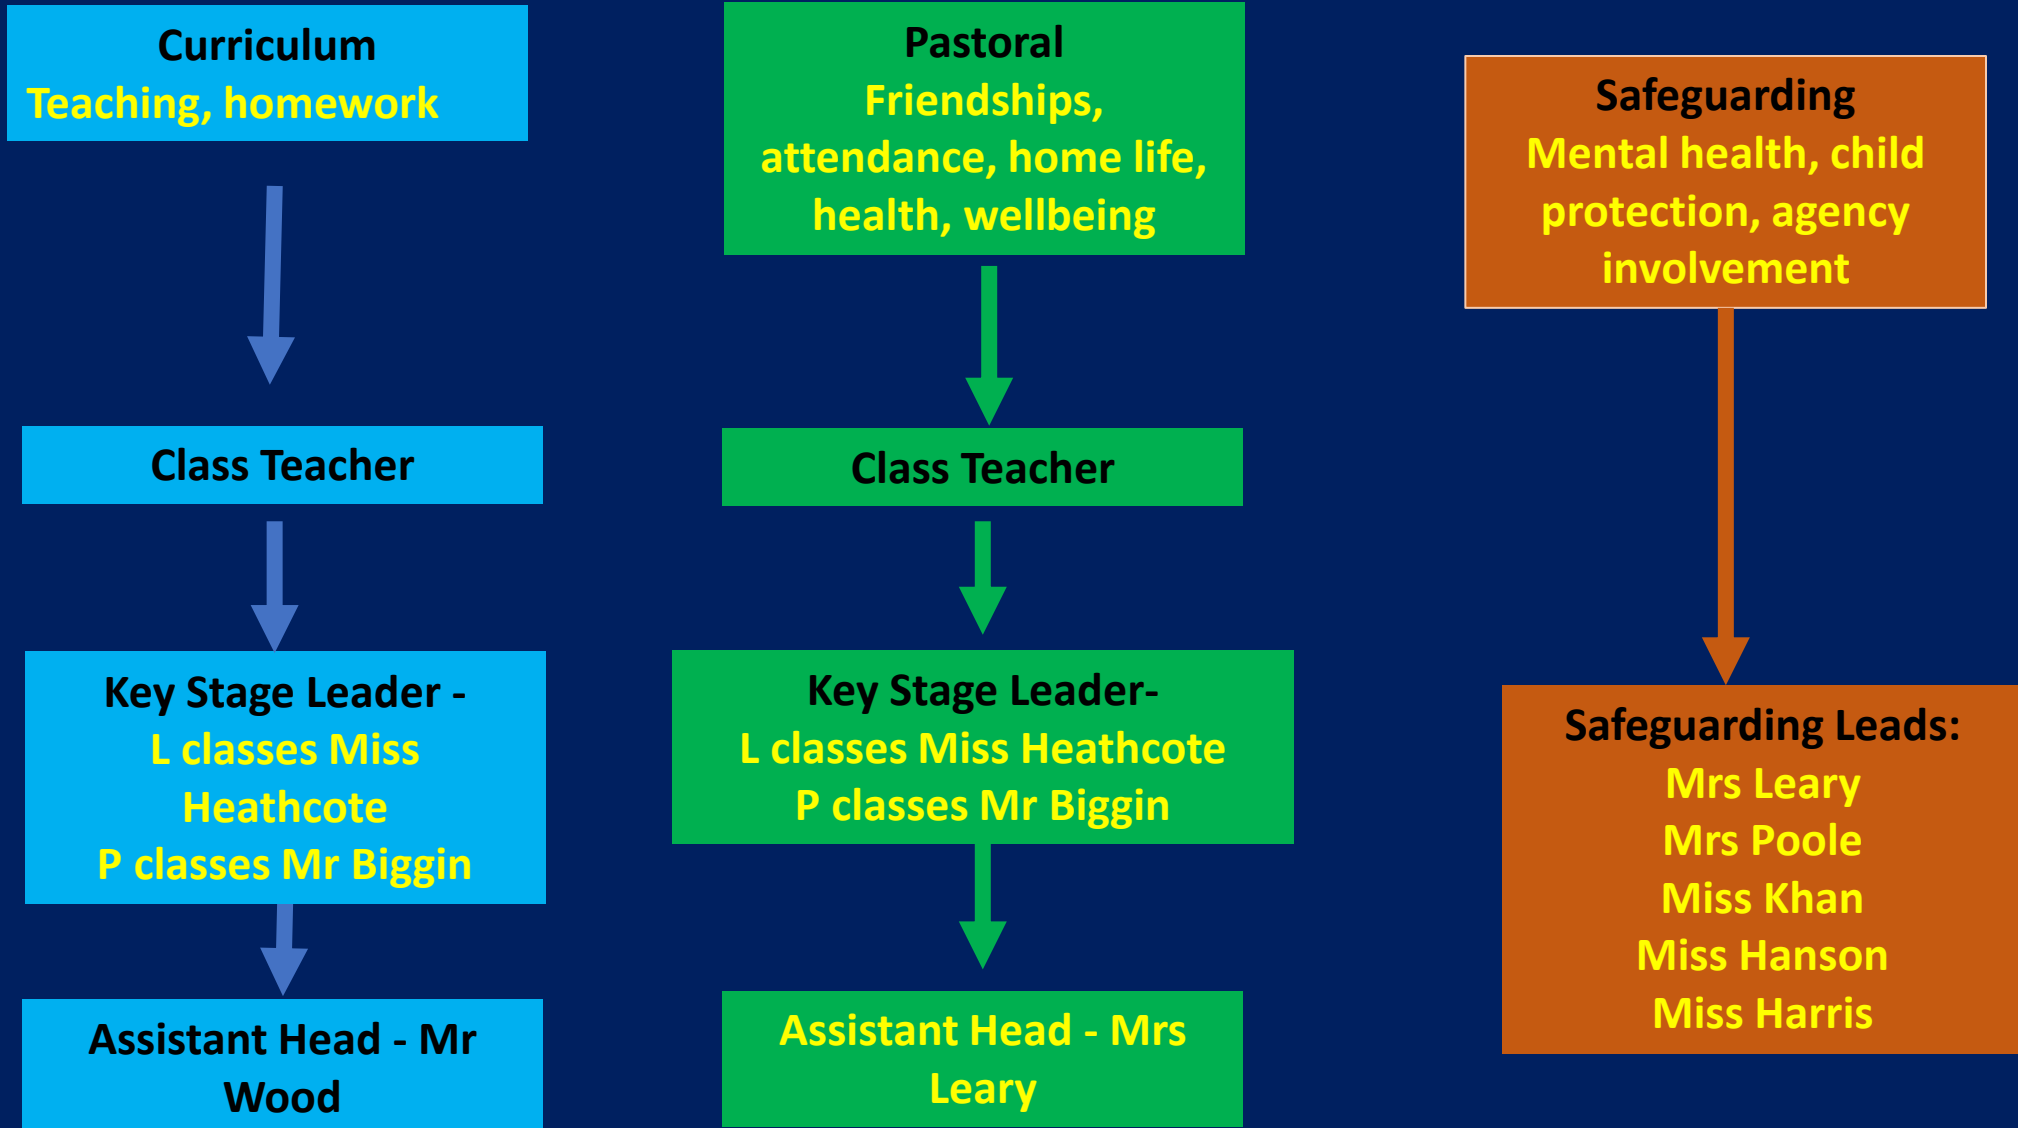 Curriculum
Teaching, homework
Class Teacher
Key Stage Leader -
L classes Miss
Heathcote
P classes Mr Biggin
Assistant Head - Mr
Wood
Pastoral
Friendships,
attendance, home life,
health, wellbeing
Class Teacher
Key Stage Leader-
L classes Miss Heathcote
P classes Mr Biggin
Assistant Head - Mrs
Leary
Safeguarding
Mental health, child
protection, agency
involvement
Safeguarding Leads:
Mrs Leary
Mrs Poole
Miss Khan
Miss Hanson
Miss Harris